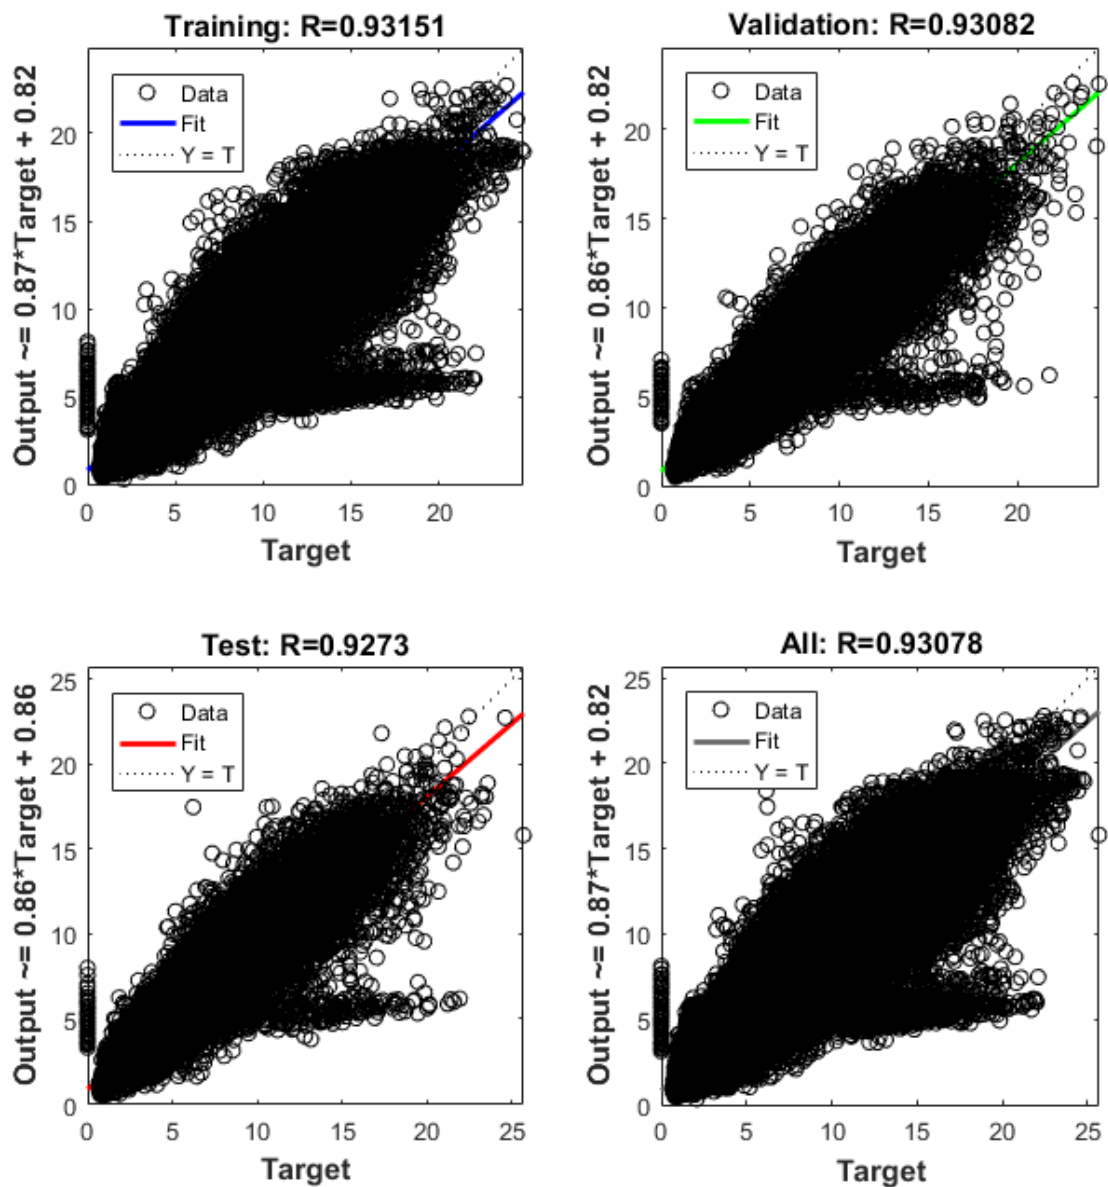 Training: R=0.93151
Output ~= 0.87*Target + 0.82
Data
Fit
Y = T
20
15
10
5
0
0 5 10 15 20
Target
Validation: R=0.93082
Output ~= 0.86*Target + 0.82
Data
Fit
Y = T
20
15
10
5
0
0 5 10 15 20
Target
Test: R=0.9273
Output ~= 0.86*Target + 0.86
Data
Fit
Y = T
25
20
15
10
5
0
0 5 10 15 20 25
Target
All: R=0.93078
Output ~= 0.87*Target + 0.82
Data
Fit
Y = T
25
20
15
10
5
0
0 5 10 15 20 25
Target